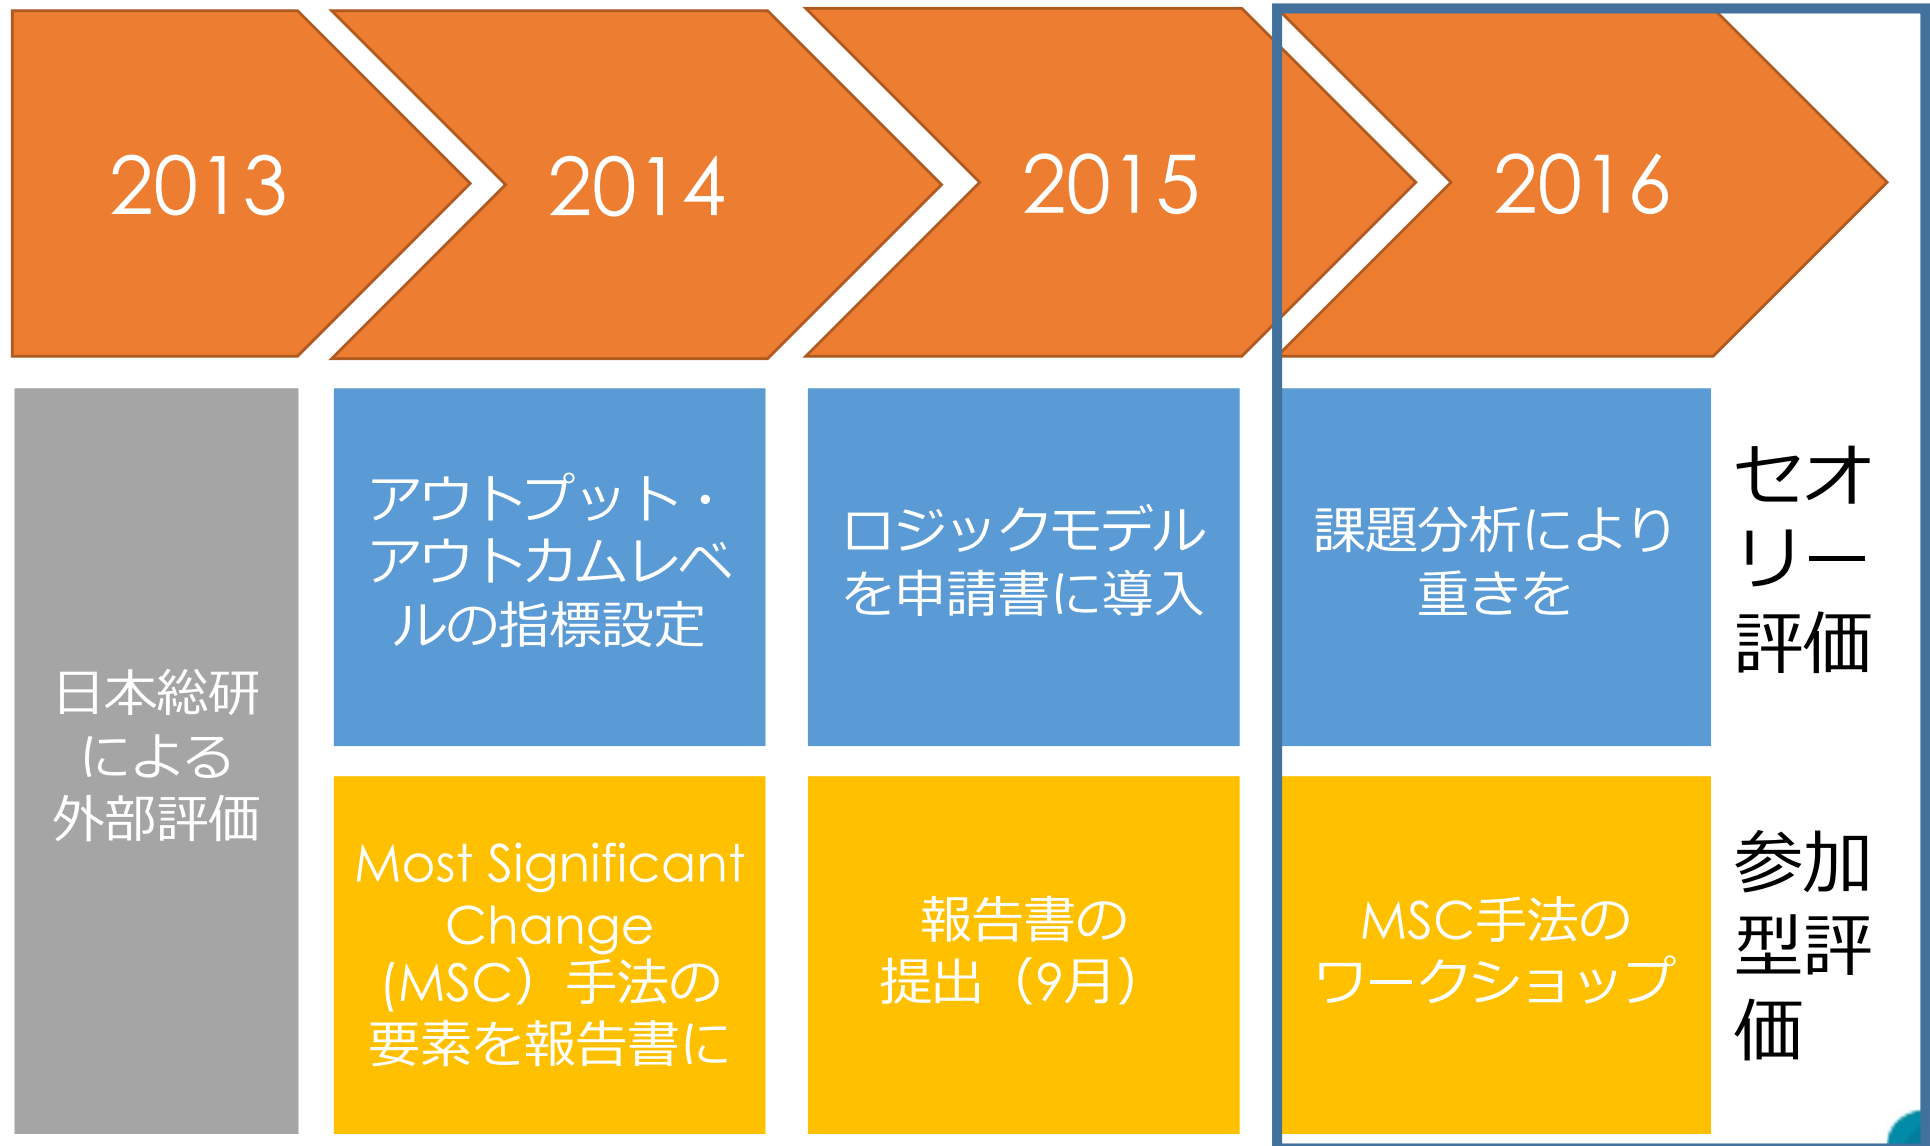 2013
2014
2015
2016
日本総研
による
外部評価
アウトプット・
アウトカムレベ
ルの指標設定
ロジックモデル
を申請書に導入
課題分析により
重きを
セオ
リー
評価
Most Significant
Change
(MSC）手法の
要素を報告書に
報告書の
提出（9月）
MSC手法の
ワークショップ
参加
型評
価